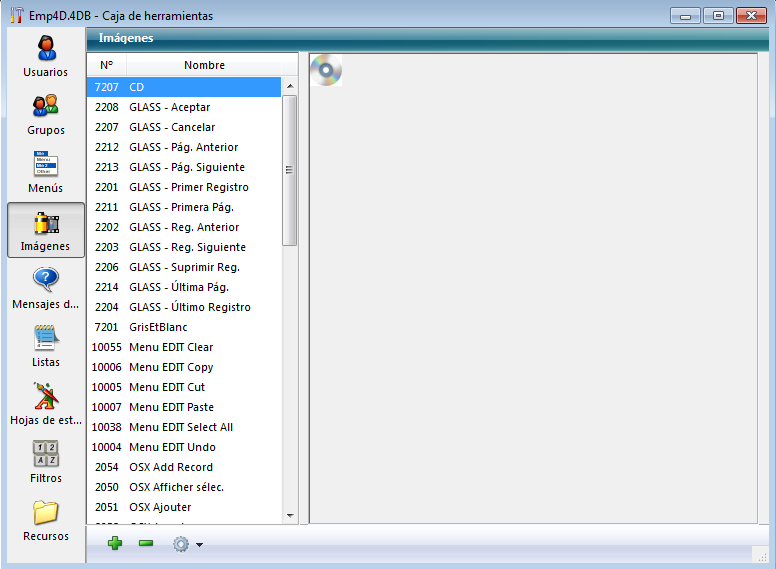 Emp4D.4DB - Caja de herramientas
Usuarios
Grupos
Menús
Imágenes
Mensajes d...
Listas
Hojas de est...
Filtros
Recursos
Imágenes
Nº Nombre
7207 CD
2208 GLASS - Aceptar
2207 GLASS - Cancelar
2212 GLASS - Pág. Anterior
2213 GLASS - Pág. Siguiente
2201 GLASS - Primer Registro
2211 GLASS - Primera Pág.
2202 GLASS - Reg. Anterior
2203 GLASS - Reg. Siguiente
2206 GLASS - Suprimir Reg.
2214 GLASS - Última Pág.
2204 GLASS - Último Registro
7201 GrisEtBlanc
10055 Menu EDIT Clear
10006 Menu EDIT Copy
10005 Menu EDIT Cut
10007 Menu EDIT Paste
10038 Menu EDIT Select All
10004 Menu EDIT Undo
2054 OSX Add Record
2050 OSX Afficher sélec.
2051 OSX Ajouter